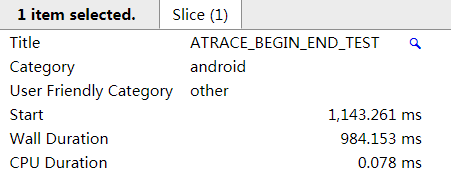 1 item selected. Slice (1)
Title ATRACE_BEGIN_END_TEST
Category android
User Friendly Category other
Start 1,143.261 ms
Wall Duration 984.153 ms
CPU Duration 0.078 ms